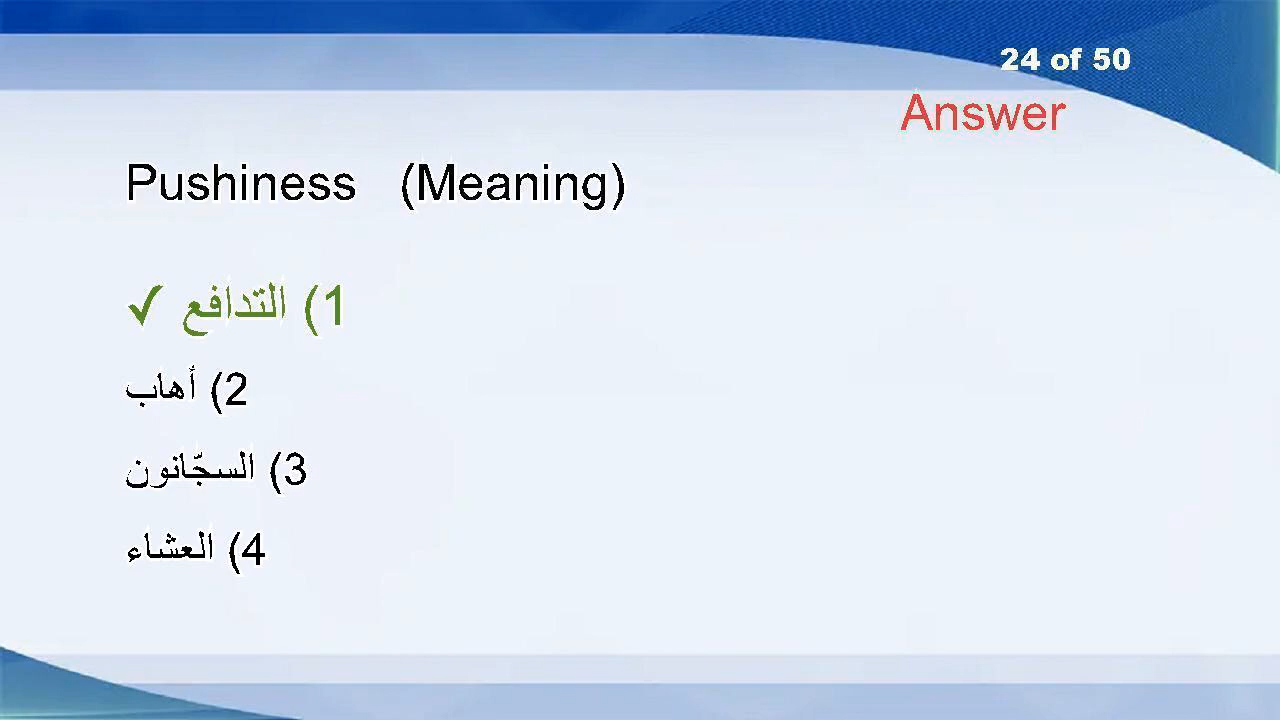 24 of 50
Answer
Pushiness (Meaning)
1) التدافع ✓
2) أهاب
3) السجّانون
4) العشاء